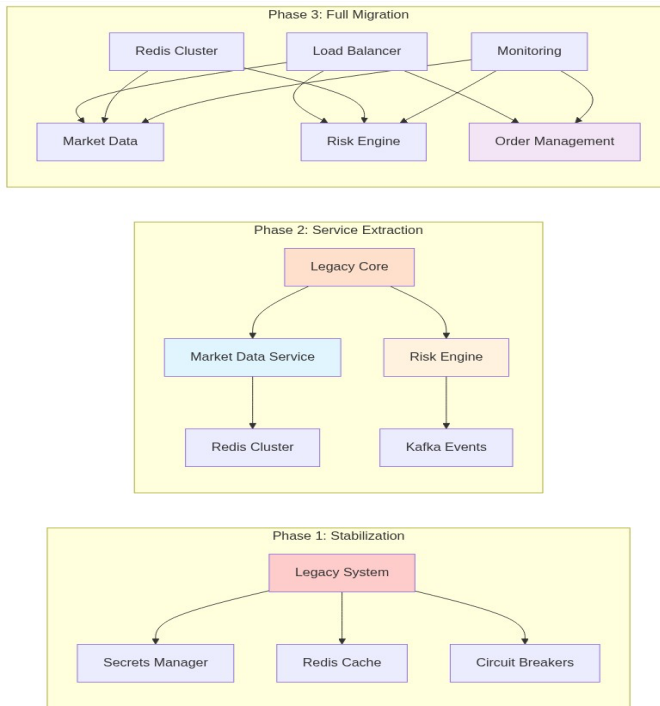 Phase 3: Full Migration
Redis Cluster
Load Balancer
Monitoring
Market Data
Risk Engine
Order Management
Phase 2: Service Extraction
Legacy Core
Market Data Service
Risk Engine
Redis Cluster
Kafka Events
Phase 1: Stabilization
Legacy System
Secrets Manager
Redis Cache
Circuit Breakers